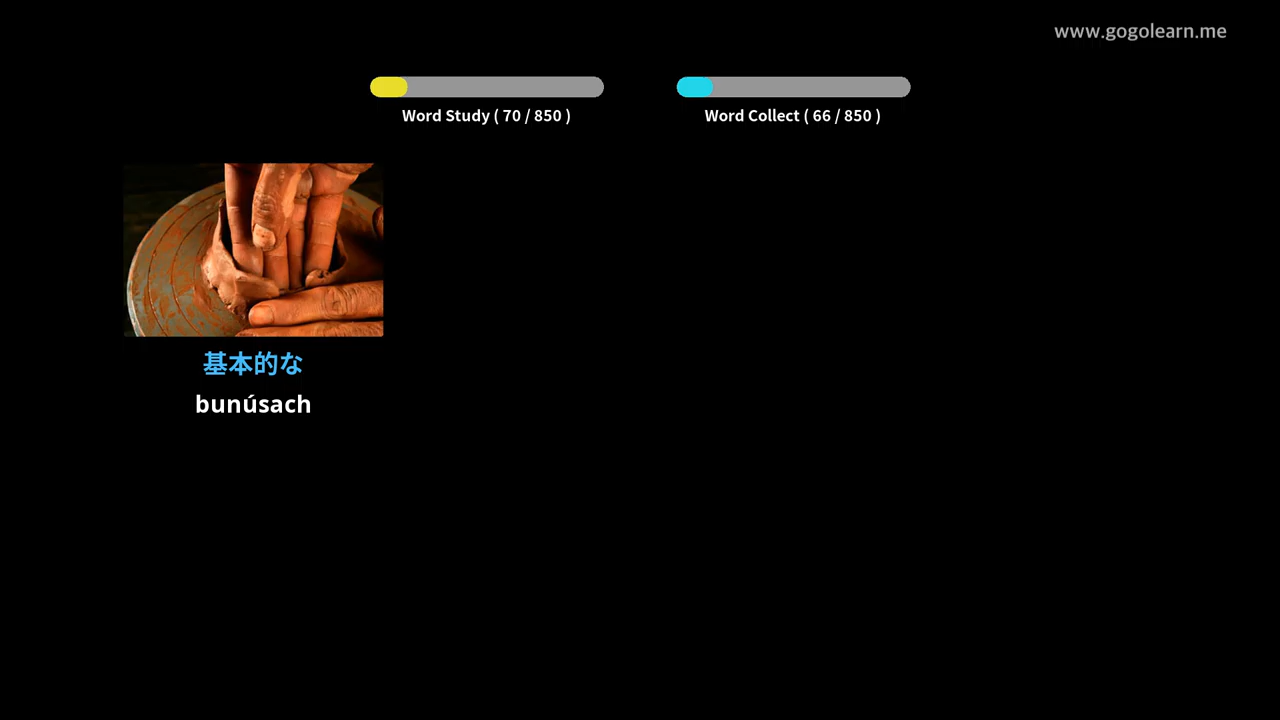 www.gogolearn.me
Word Study ( 70 / 850 )
Word Collect ( 66 / 850 )
基本的な
bunúsach